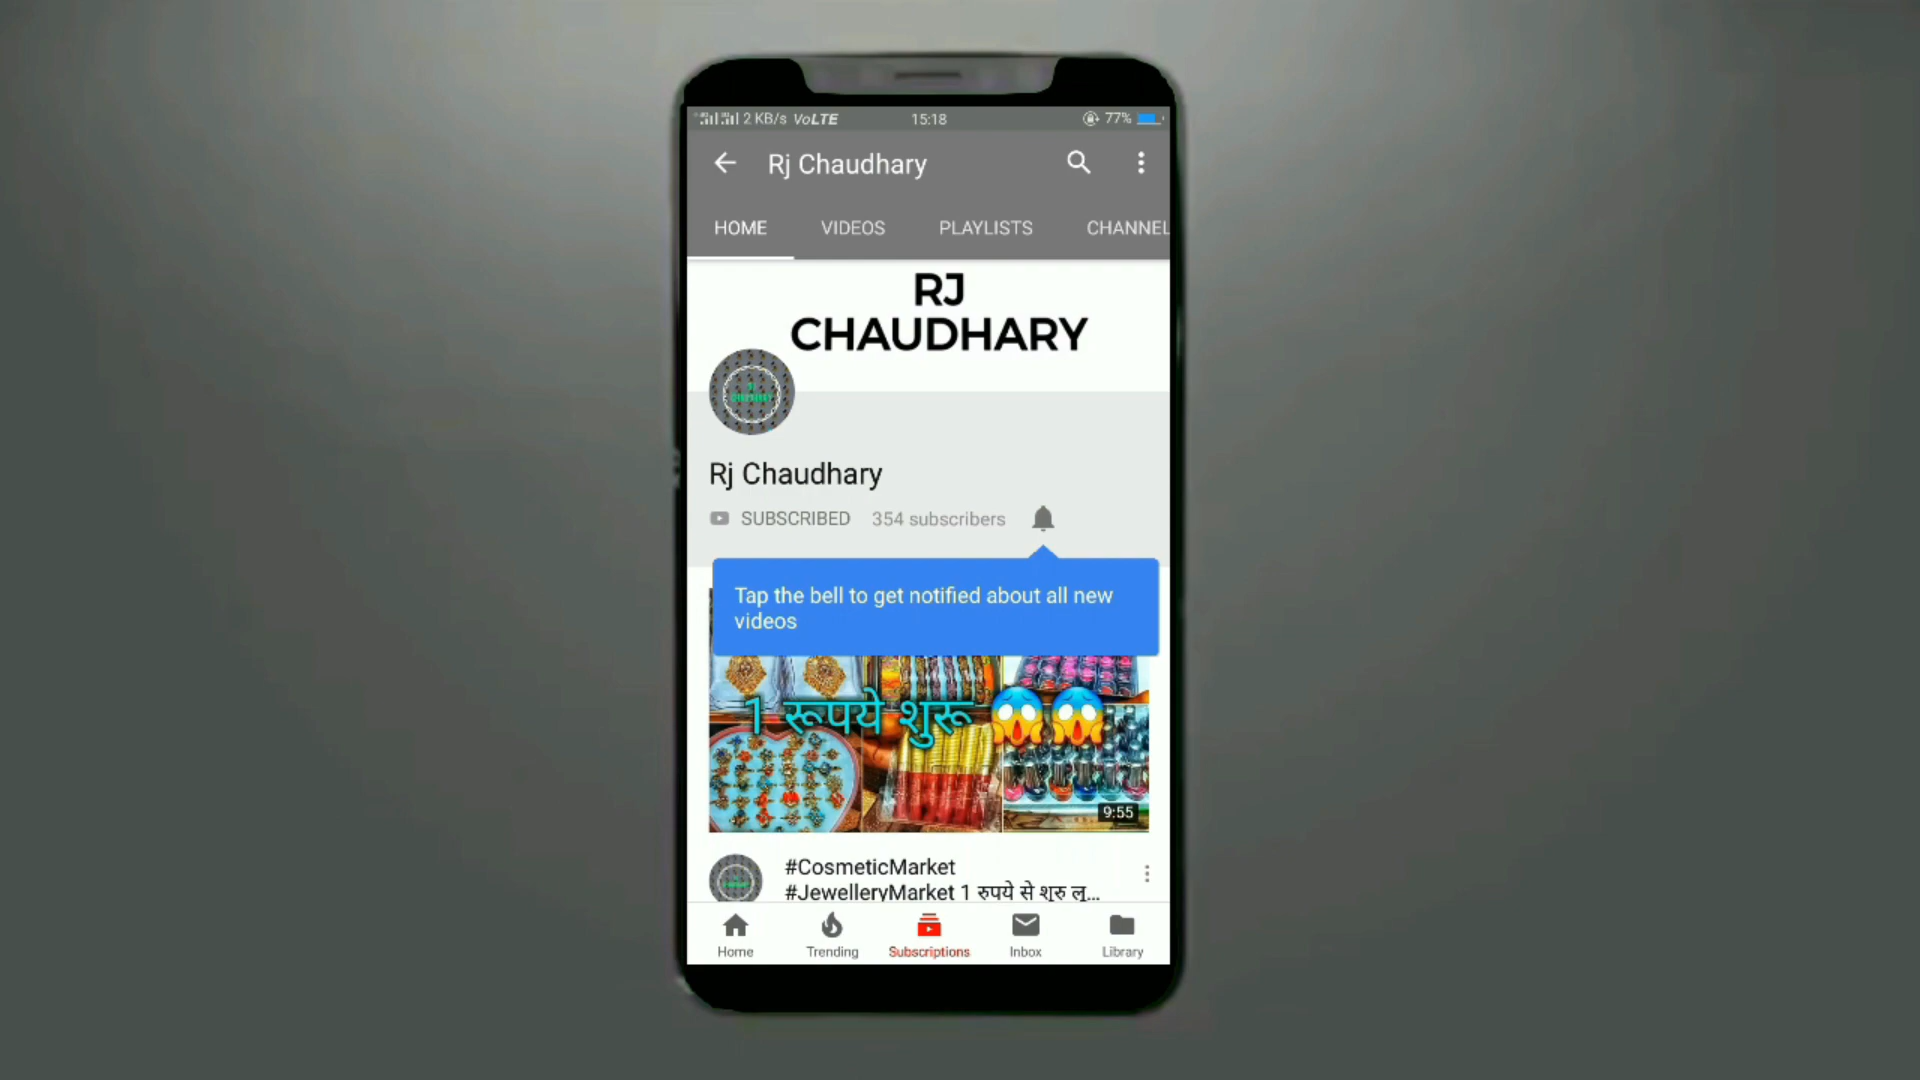 2 KB/s VoLTE 15:18 77%
Rj Chaudhary
HOME VIDEOS PLAYLISTS CHANNEL
RJ
CHAUDHARY
Rj Chaudhary
SUBSCRIBED 354 subscribers
Tap the bell to get notified about all new
videos
1 रूपये शुरू
9:55
#CosmeticMarket
#JewelleryMarket 1 रुपये से शुरु लू...
Home Trending Subscriptions Inbox Library